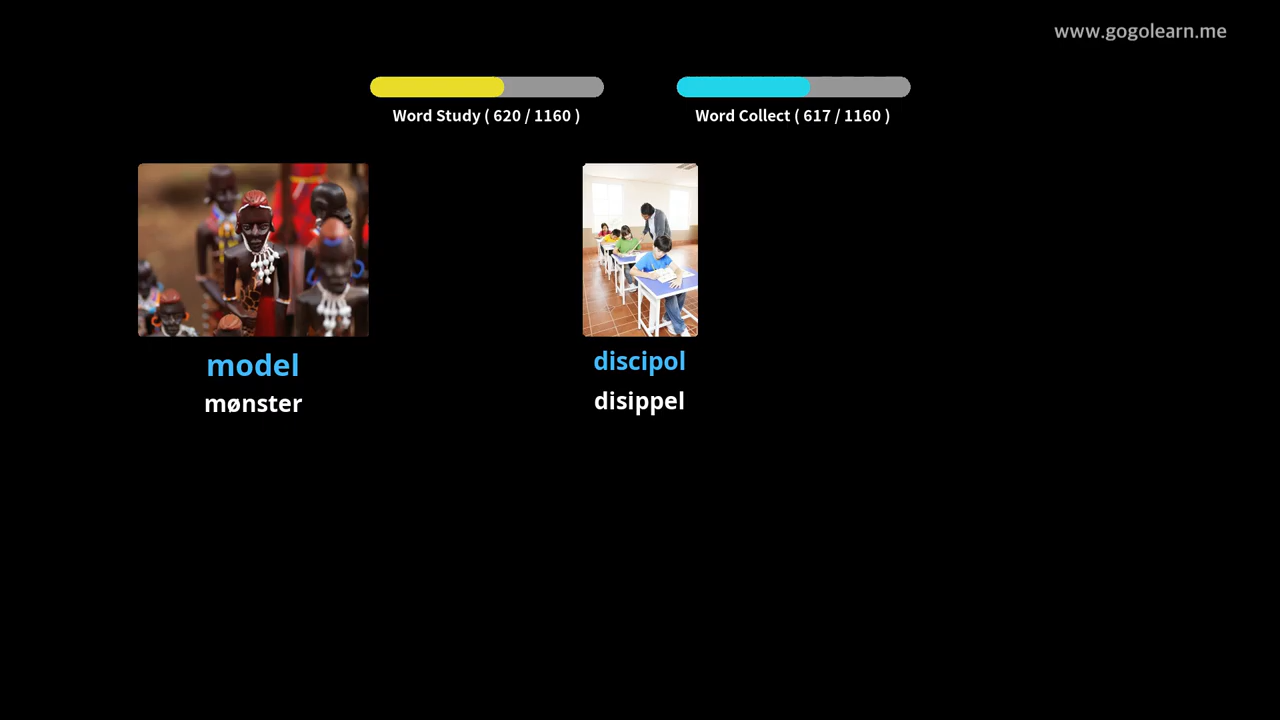 www.gogolearn.me
Word Study ( 620 / 1160 )
Word Collect ( 617 / 1160 )
model
mønster
discipol
disippel